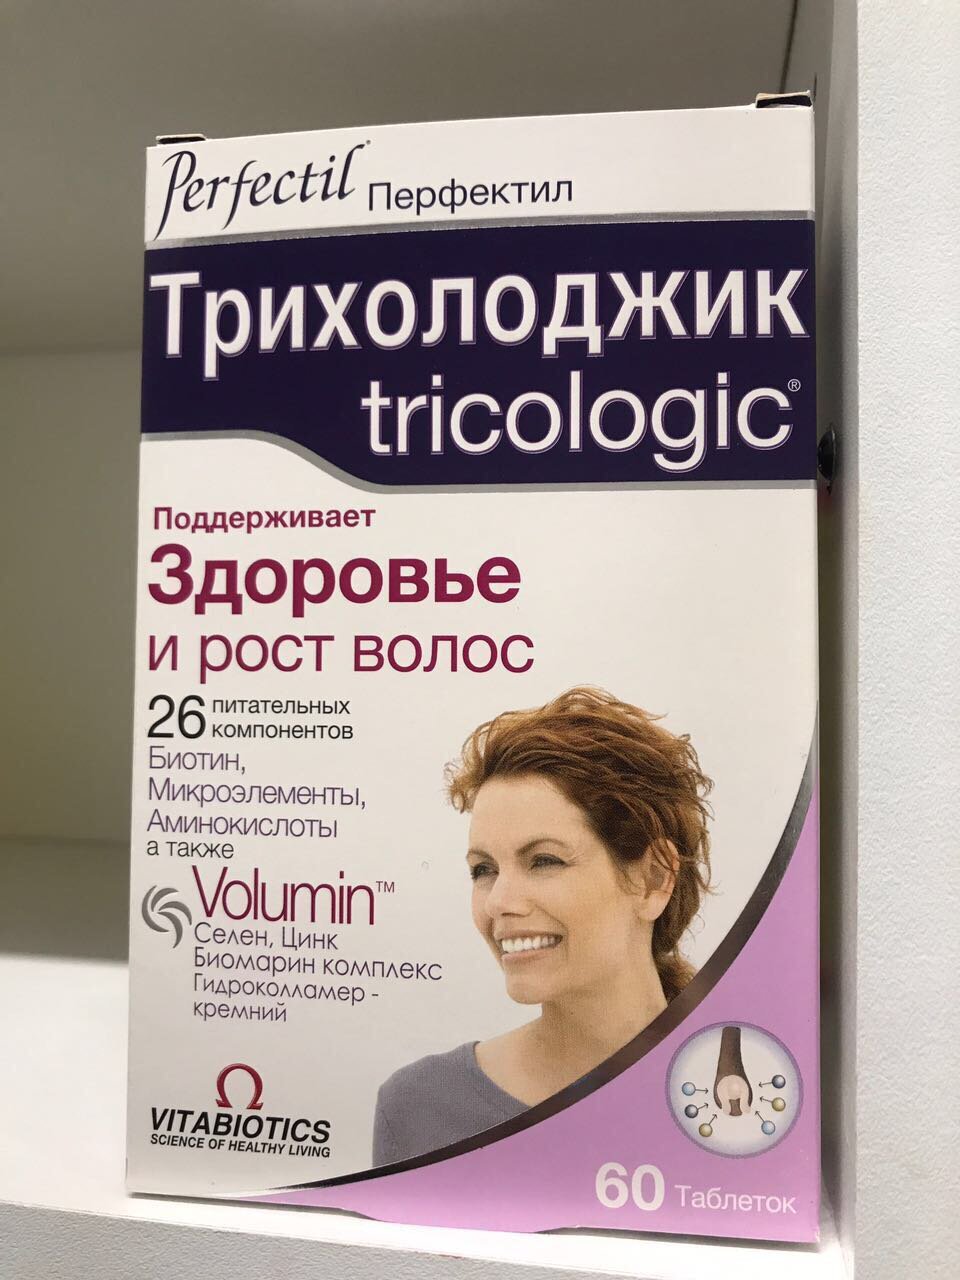 Perfectil® Перфектил
Трихолоджик
tricologic®
Поддерживает
Здоровье
и рост волос
26 питательных
компонентов
Биотин,
Микроэлементы,
Аминокислоты
а также
Volumin™
Селен, Цинк
Биомарин комплекс
Гидроколламер -
кремний
VITABIOTICS
SCIENCE OF HEALTHY LIVING
60 Таблеток